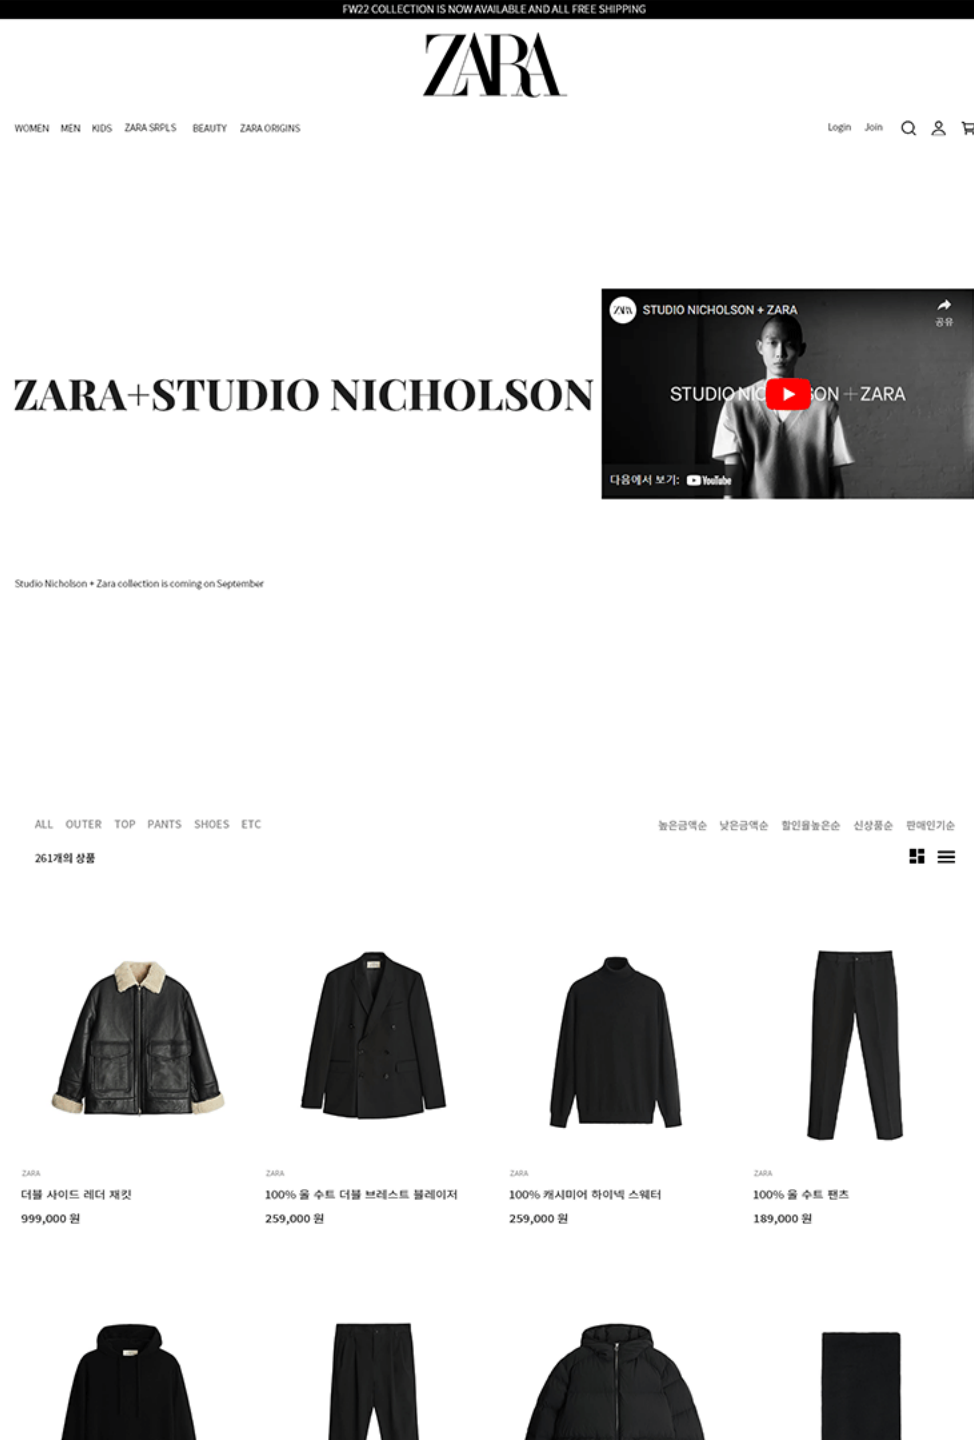 FW22 COLLECTION IS NOW AVAILABLE AND ALL FREE SHIPPING
ZARA
WOMEN MEN KIDS ZARA SRPLS BEAUTY ZARA ORIGINS
Login Join
ZARA STUDIO NICHOLSON + ZARA
공유
ZARA+STUDIO NICHOLSON
STUDIO NIC SON + ZARA
다음에서 보기: YouTube
Studio Nicholson + Zara collection is coming on September
ALL OUTER TOP PANTS SHOES ETC
높은금액순 낮은금액순 할인율높은순 신상품순 판매인기순
261개의 상품
ZARA ZARA ZARA ZARA
더블 사이드 레더 재킷 100% 울 수트 더블 브레스트 블레이저 100% 캐시미어 하이넥 스웨터 100% 울 수트 팬츠
999,000 원 259,000 원 259,000 원 189,000 원